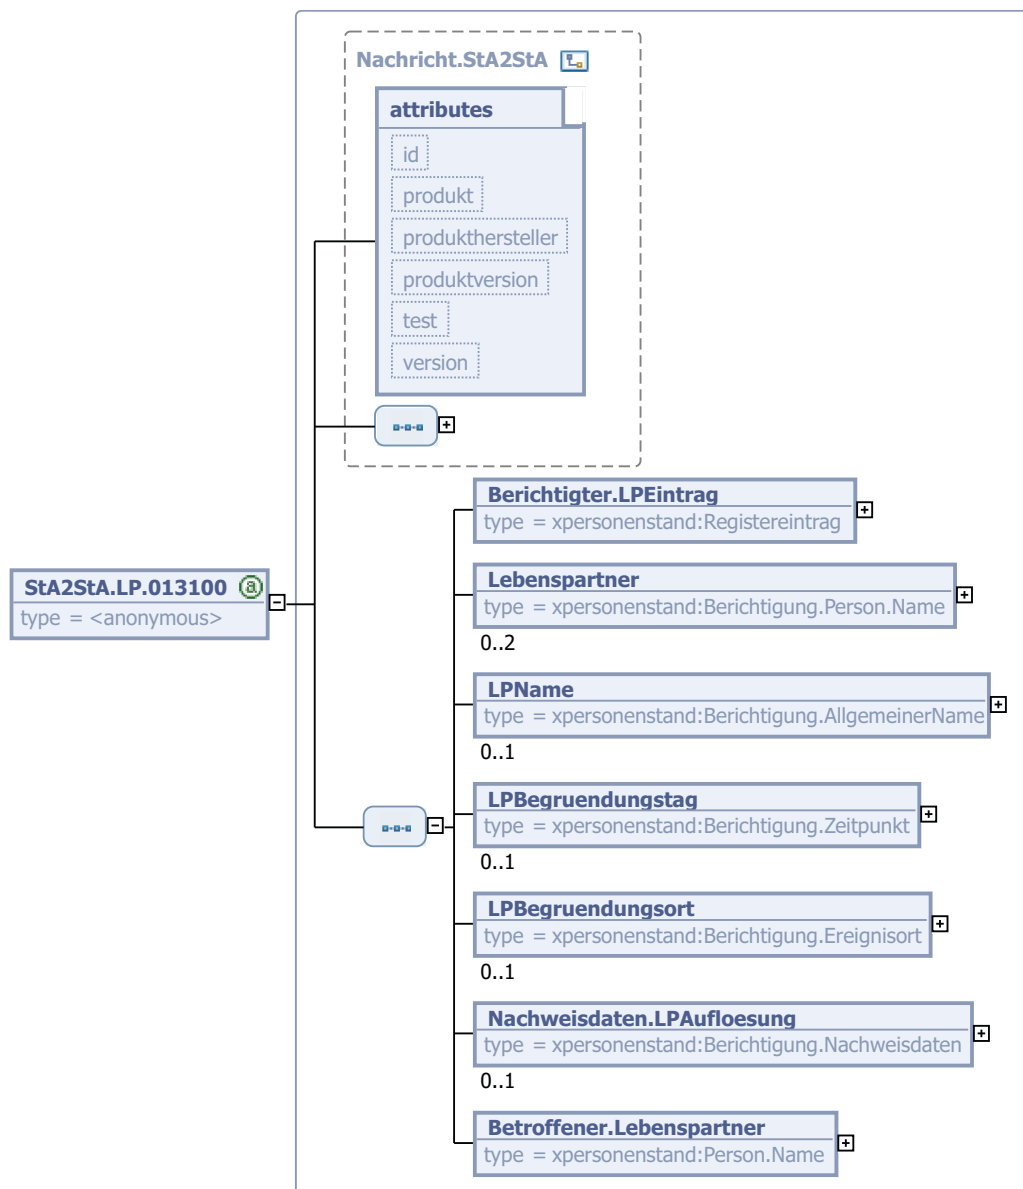 Nachricht.StA2StA
attributes
id
produkt
produkthersteller
produktversion
test
version
Berichtigter.LPEintrag
type = xpersonenstand:Registereintrag
Lebenspartner
type = xpersonenstand:Berichtigung.Person.Name
0..2
StA2StA.LP.013100 @
type = <anonymous>
LPName
type = xpersonenstand:Berichtigung.AllgemeinerName
0..1
LPBegruendungstag
type = xpersonenstand:Berichtigung.Zeitpunkt
0..1
LPBegruendungsort
type = xpersonenstand:Berichtigung.Ereignisort
0..1
Nachweisdaten.LPAufloesung
type = xpersonenstand:Berichtigung.Nachweisdaten
0..1
Betroffener.Lebenspartner
type = xpersonenstand:Person.Name